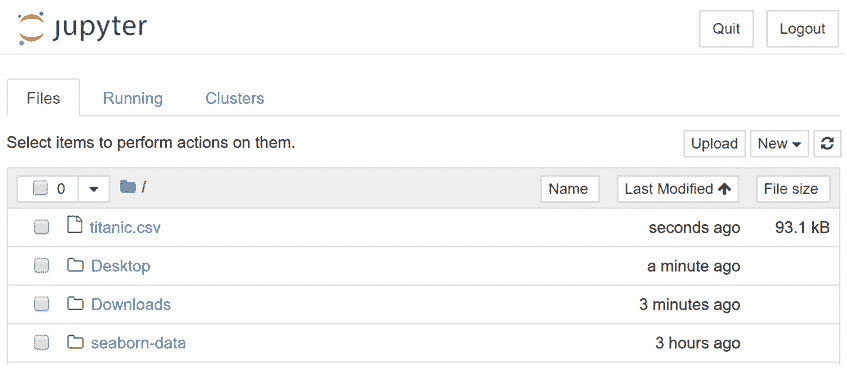 jupyter Quit Logout
Files Running Clusters
Select items to perform actions on them. Upload New
0 / Name Last Modified File size
titanic.csv seconds ago 93.1 kB
Desktop a minute ago
Downloads 3 minutes ago
seaborn-data 3 hours ago